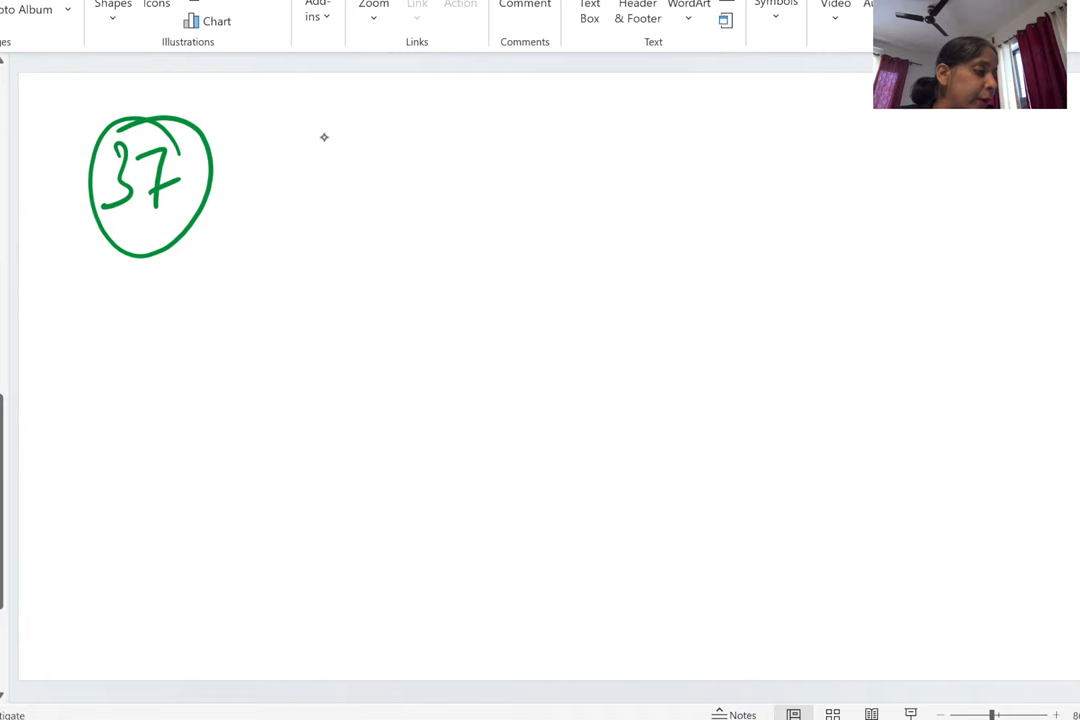 oto Album
Icons
Shapes
Chart
Illustrations
Add-
ins
Zoom
Link
Action
Links
Comment
Comments
Text
Box
Header
& Footer
WordArt
Text
Symbols
Video
37
Notes